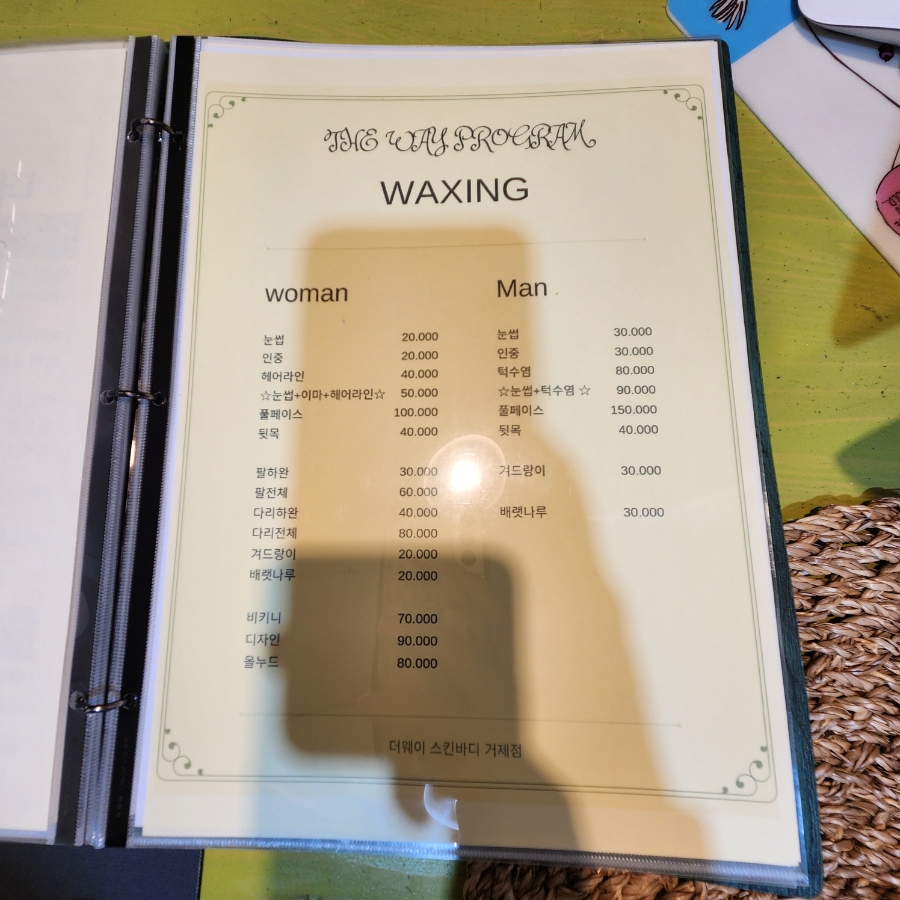 THE WAY PROGRAM
WAXING
woman
눈썹 20.000
인중 20.000
헤어라인 40.000
☆눈썹+이마+헤어라인☆ 50.000
풀페이스 100.000
뒷목 40.000
팔하완 30.000
팔전체 60.000
다리하완 40.000
다리전체 80.000
겨드랑이 20.000
배랫나루 20.000
비키니 70.000
디자인 90.000
올누드 80.000
Man
눈썹 30.000
인중 30.000
턱수염 80.000
☆눈썹+턱수염 ☆ 90.000
풀페이스 150.000
뒷목 40.000
겨드랑이 30.000
배랫나루 30.000
더웨이 스킨바디 거제점